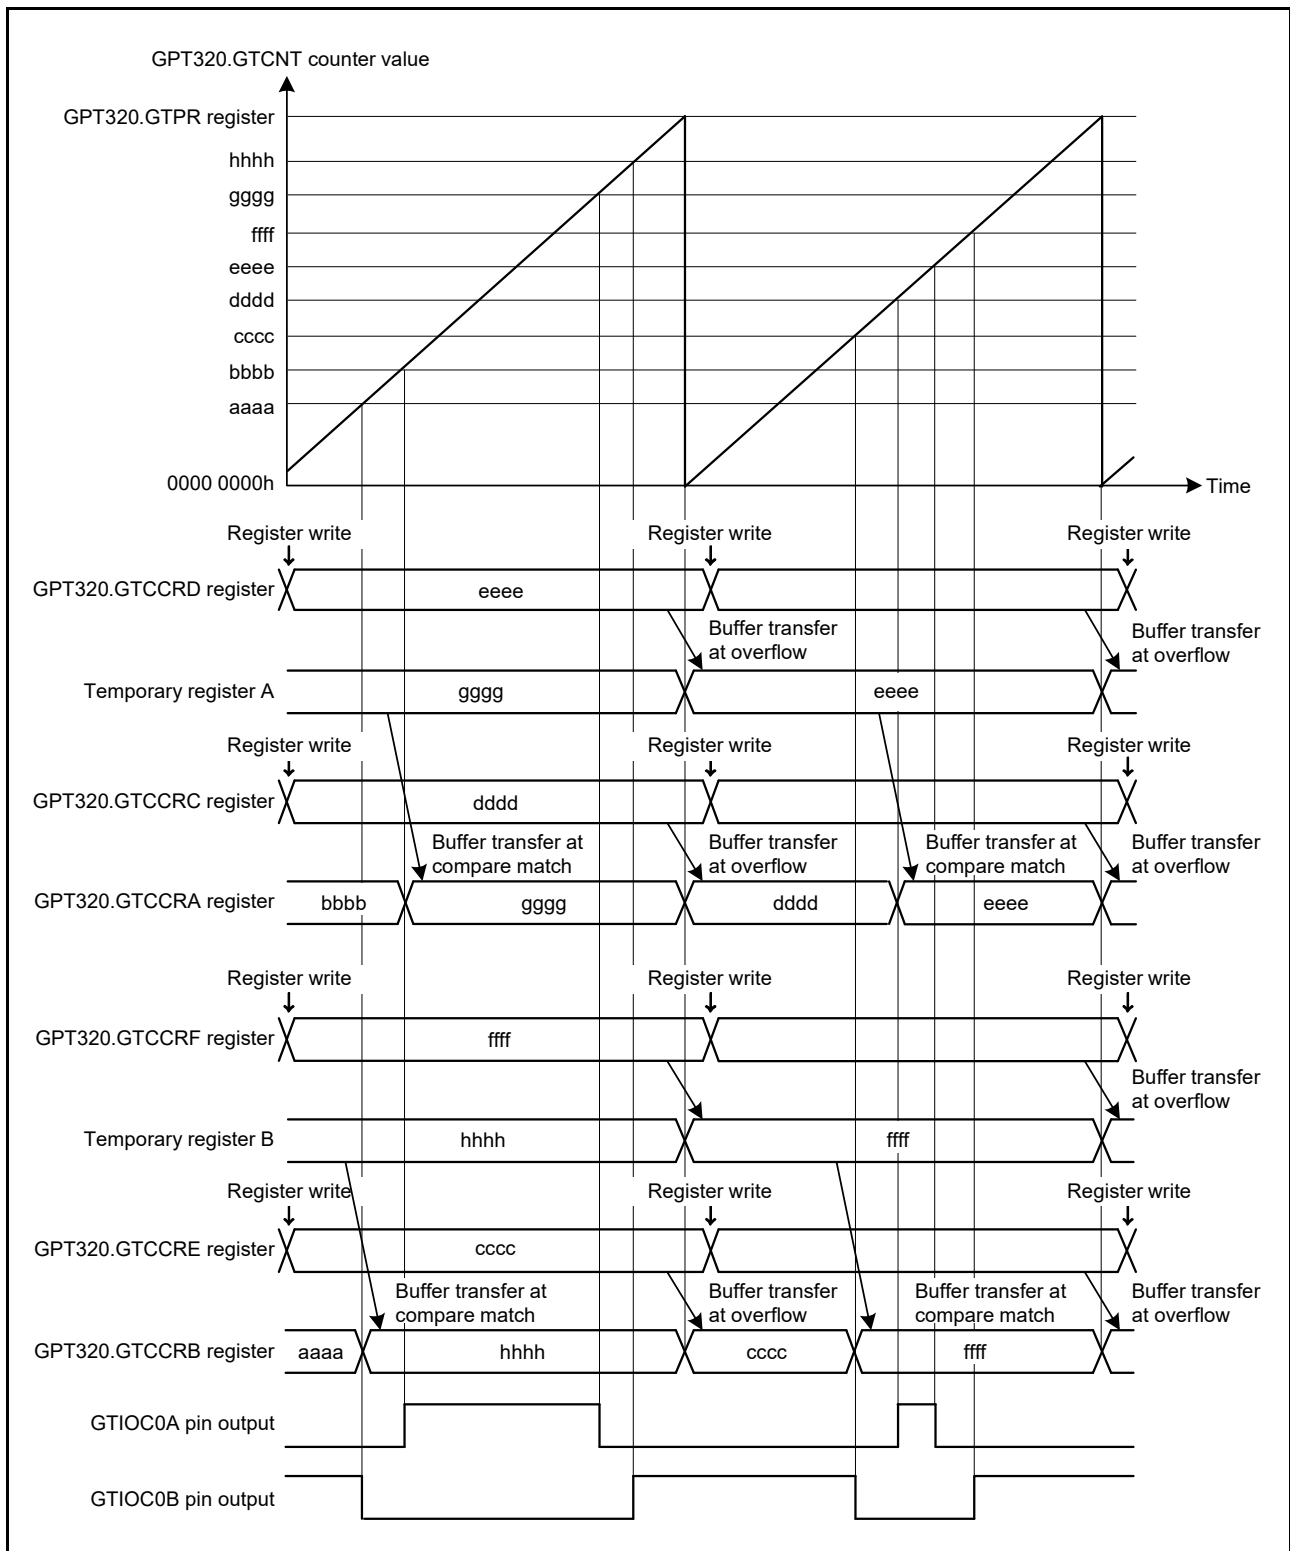 GPT320.GTCNT counter value
GPT320.GTPR register
hhhh
gggg
ffff
eeee
dddd
cccc
bbbb
aaaa
0000 0000h
Time
Register write
Register write
Register write
GPT320.GTCCRD register
eeee
Buffer transfer
at overflow
Buffer transfer
at overflow
Temporary register A
gggg
eeee
Register write
Register write
Register write
GPT320.GTCCRC register
dddd
Buffer transfer at
compare match
Buffer transfer
at overflow
Buffer transfer at
compare match
Buffer transfer
at overflow
GPT320.GTCCRA register
bbbb
gggg
dddd
eeee
Register write
Register write
Register write
GPT320.GTCCRF register
ffff
Buffer transfer
at overflow
Temporary register B
hhhh
ffff
Register write
Register write
Register write
GPT320.GTCCRE register
cccc
Buffer transfer at
compare match
Buffer transfer
at overflow
Buffer transfer at
compare match
Buffer transfer
at overflow
GPT320.GTCCRB register
aaaa
hhhh
cccc
ffff
GTIOC0A pin output
GTIOC0B pin output